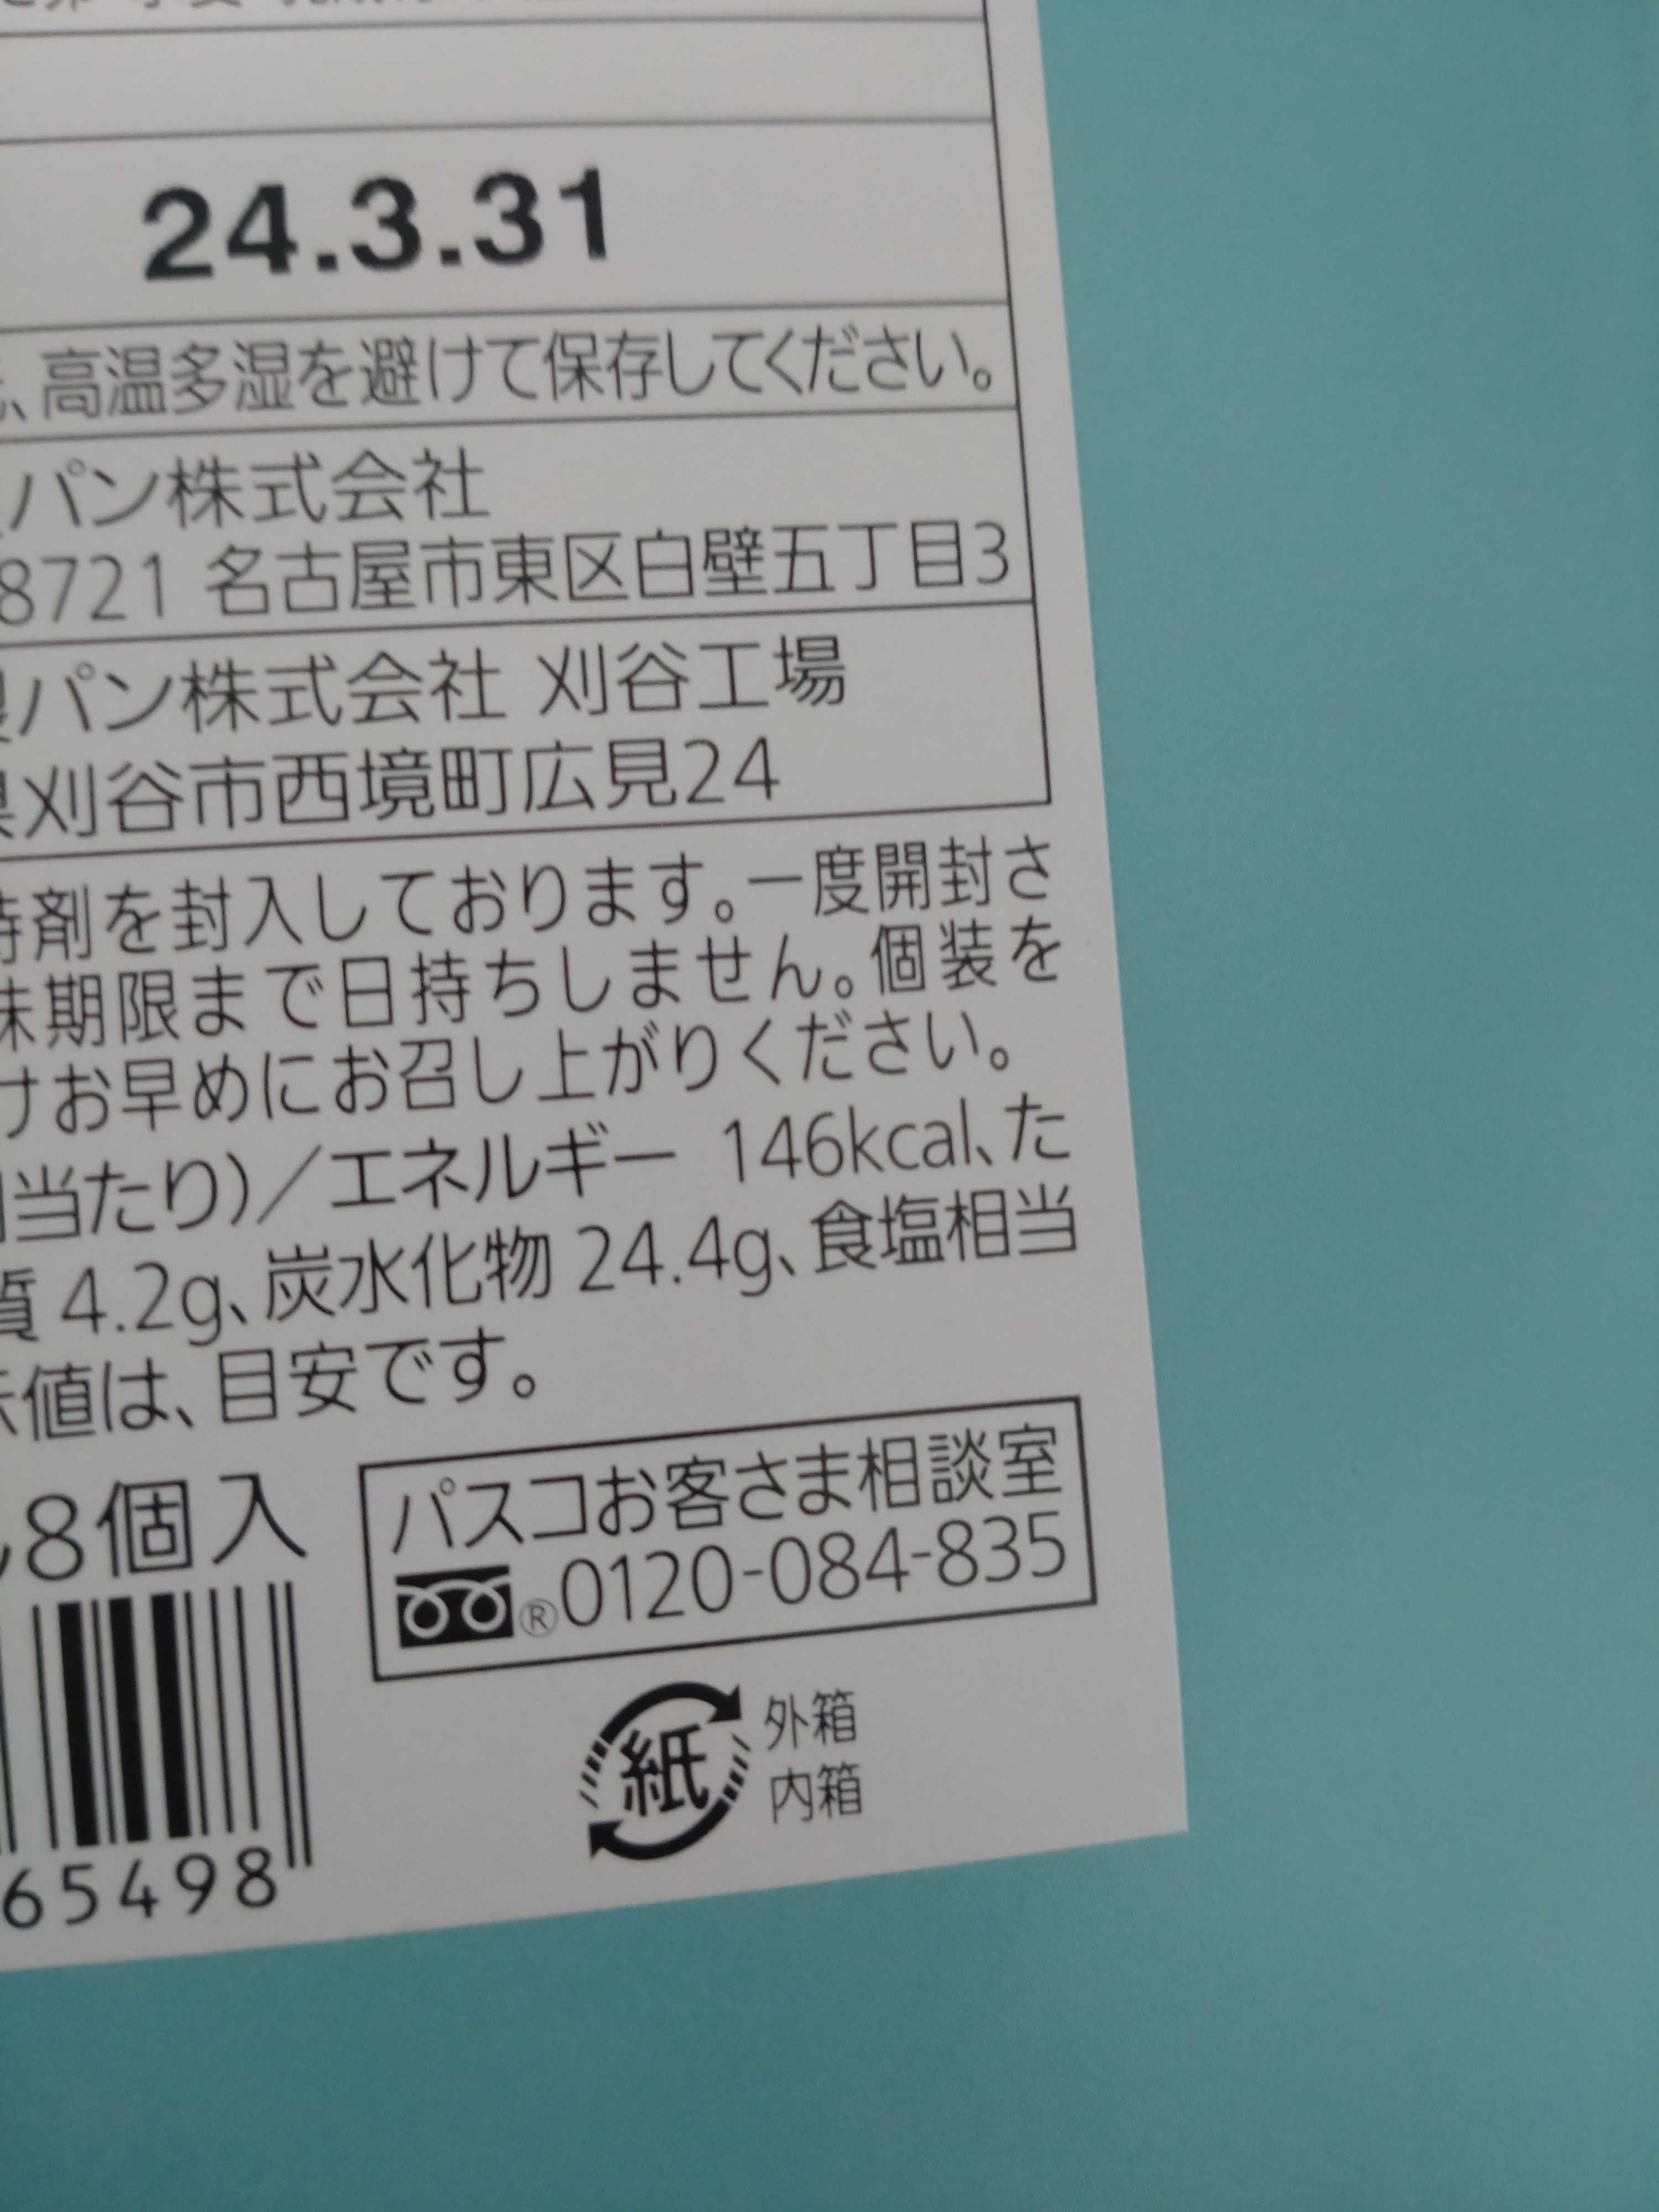 24.3.31
、高温多湿を避けて保存してください。
パン株式会社
8721 名古屋市東区白壁五丁目3
製パン株式会社 刈谷工場
県刈谷市西境町広見24
持剤を封入しております。一度開封さ
味期限まで日持ちしません。個装を
けお早めにお召し上がりください。
当たり)/エネルギー 146kcal、た
質 4.2g、炭水化物 24.4g、食塩相当
示値は、目安です。
8個入
パスコお客さま相談室
®0120-084-835
紙
外箱
内箱
65498